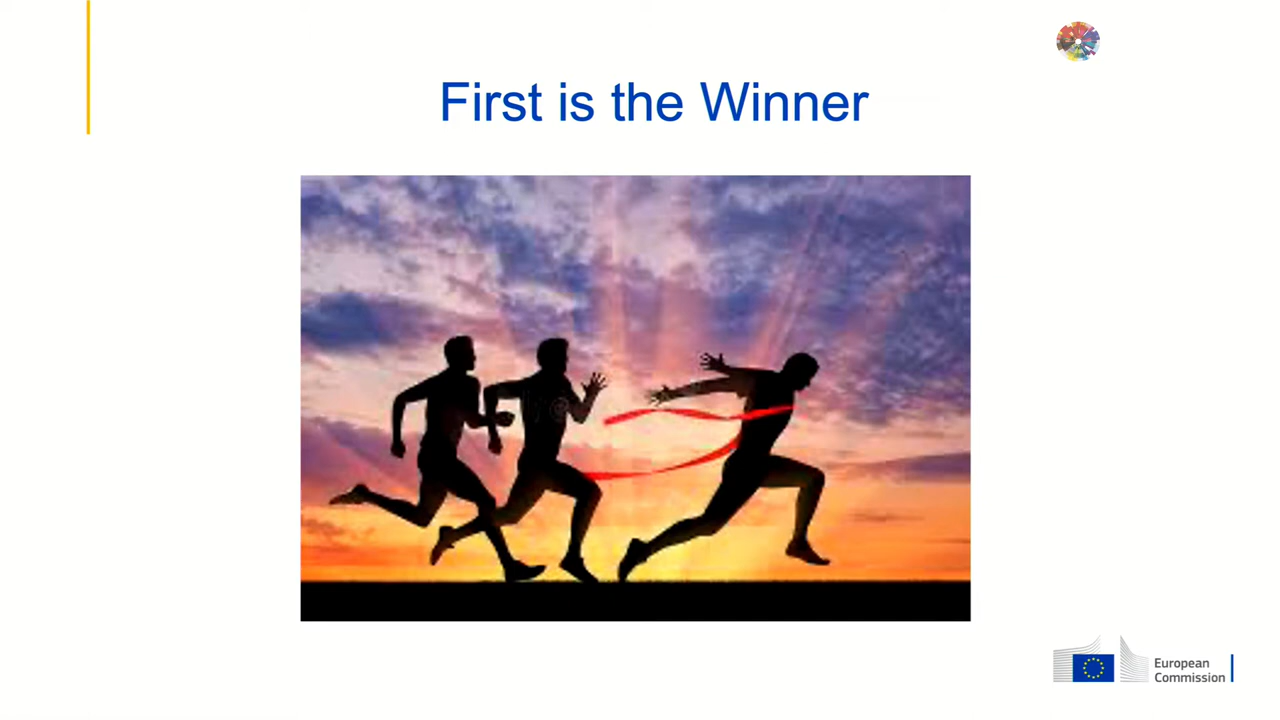 First is the Winner
European
Commission